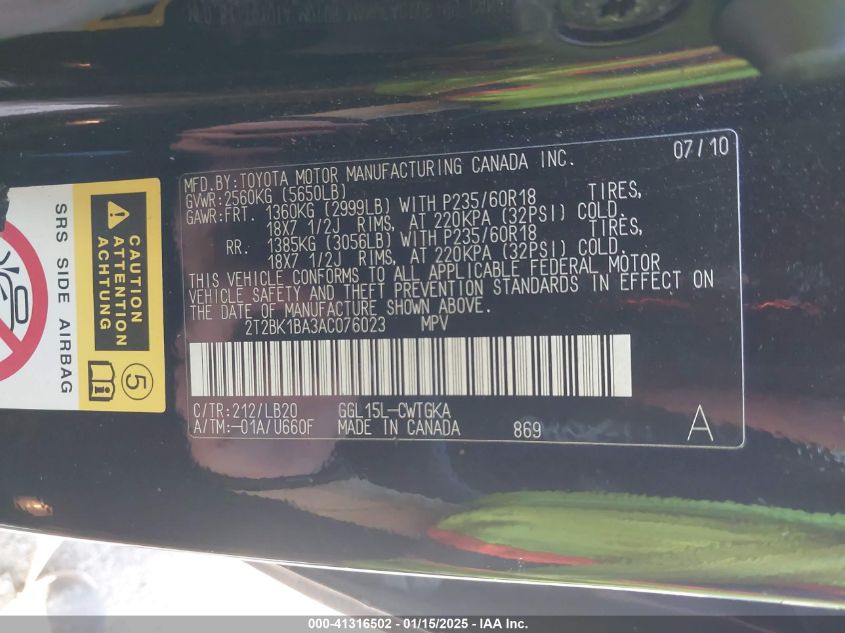 MFD.BY:TOYOTA MOTOR MANUFACTURING CANADA INC. 07/10
GVWR:2560KG (5650LB)
GAWR:FRT. 1360KG (2999LB) WITH P235/60R18 TIRES,
18X7 1/2J RIMS, AT 220KPA (32PSI) COLD.
RR. 1385KG (3056LB) WITH P235/60R18 TIRES,
18X7 1/2J RIMS, AT 220KPA (32PSI) COLD.
THIS VEHICLE CONFORMS TO ALL APPLICABLE FEDERAL MOTOR
VEHICLE SAFETY AND THEFT PREVENTION STANDARDS IN EFFECT ON
THE DATE OF MANUFACTURE SHOWN ABOVE.
2T2BK1BA3AC076023 MPV
C/TR:212/LB20 GGL15L-CWTGKA
A/TM:-01A/U660F MADE IN CANADA 869 A
SRS SIDE AIRBAG
CAUTION
ATTENTION
ACHTUNG
5
000-41316502 - 01/15/2025 - IAA Inc.